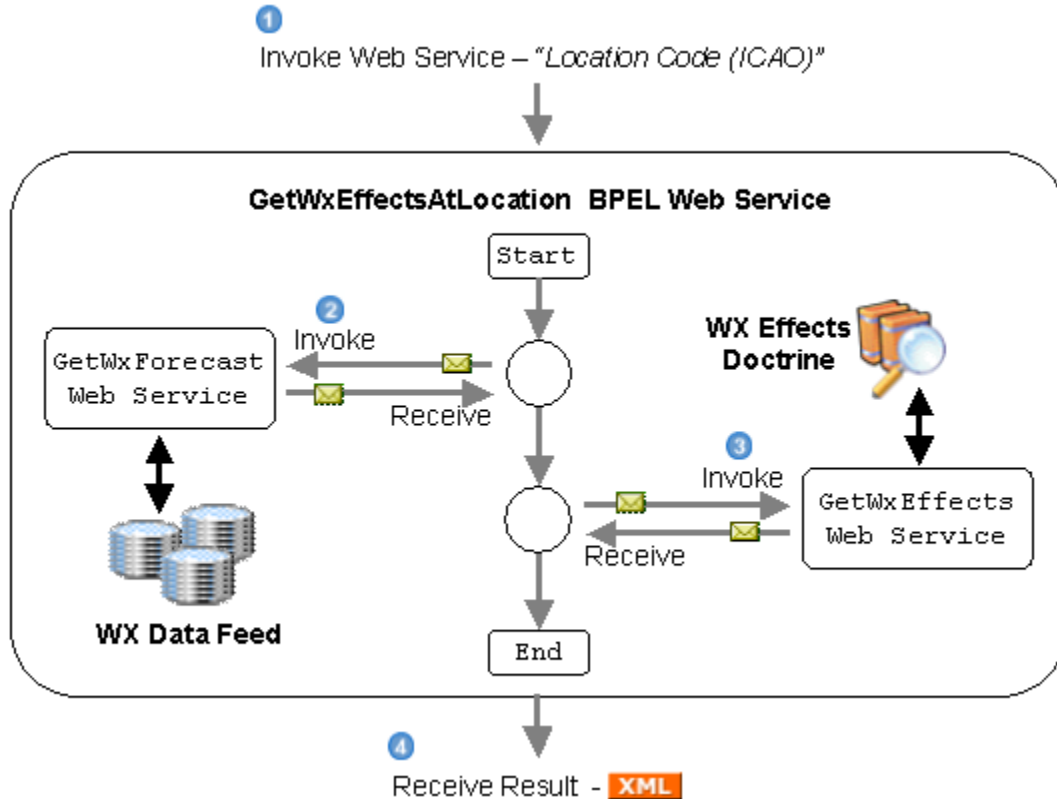 1
Invoke Web Service – “Location Code (ICAO)”
GetWxEffectsAtLocation BPEL Web Service
Start
2
Invoke
GetWxForecast
Web Service
Receive
WX Effects
Doctrine
3
Invoke
GetWxEffects
Web Service
Receive
WX Data Feed
End
4
Receive Result - XML